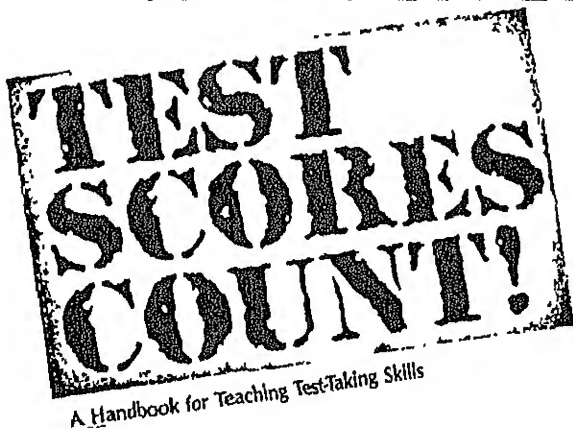 TEST
SCORES
COUNT!
A Handbook for Teaching Test-Taking Skills